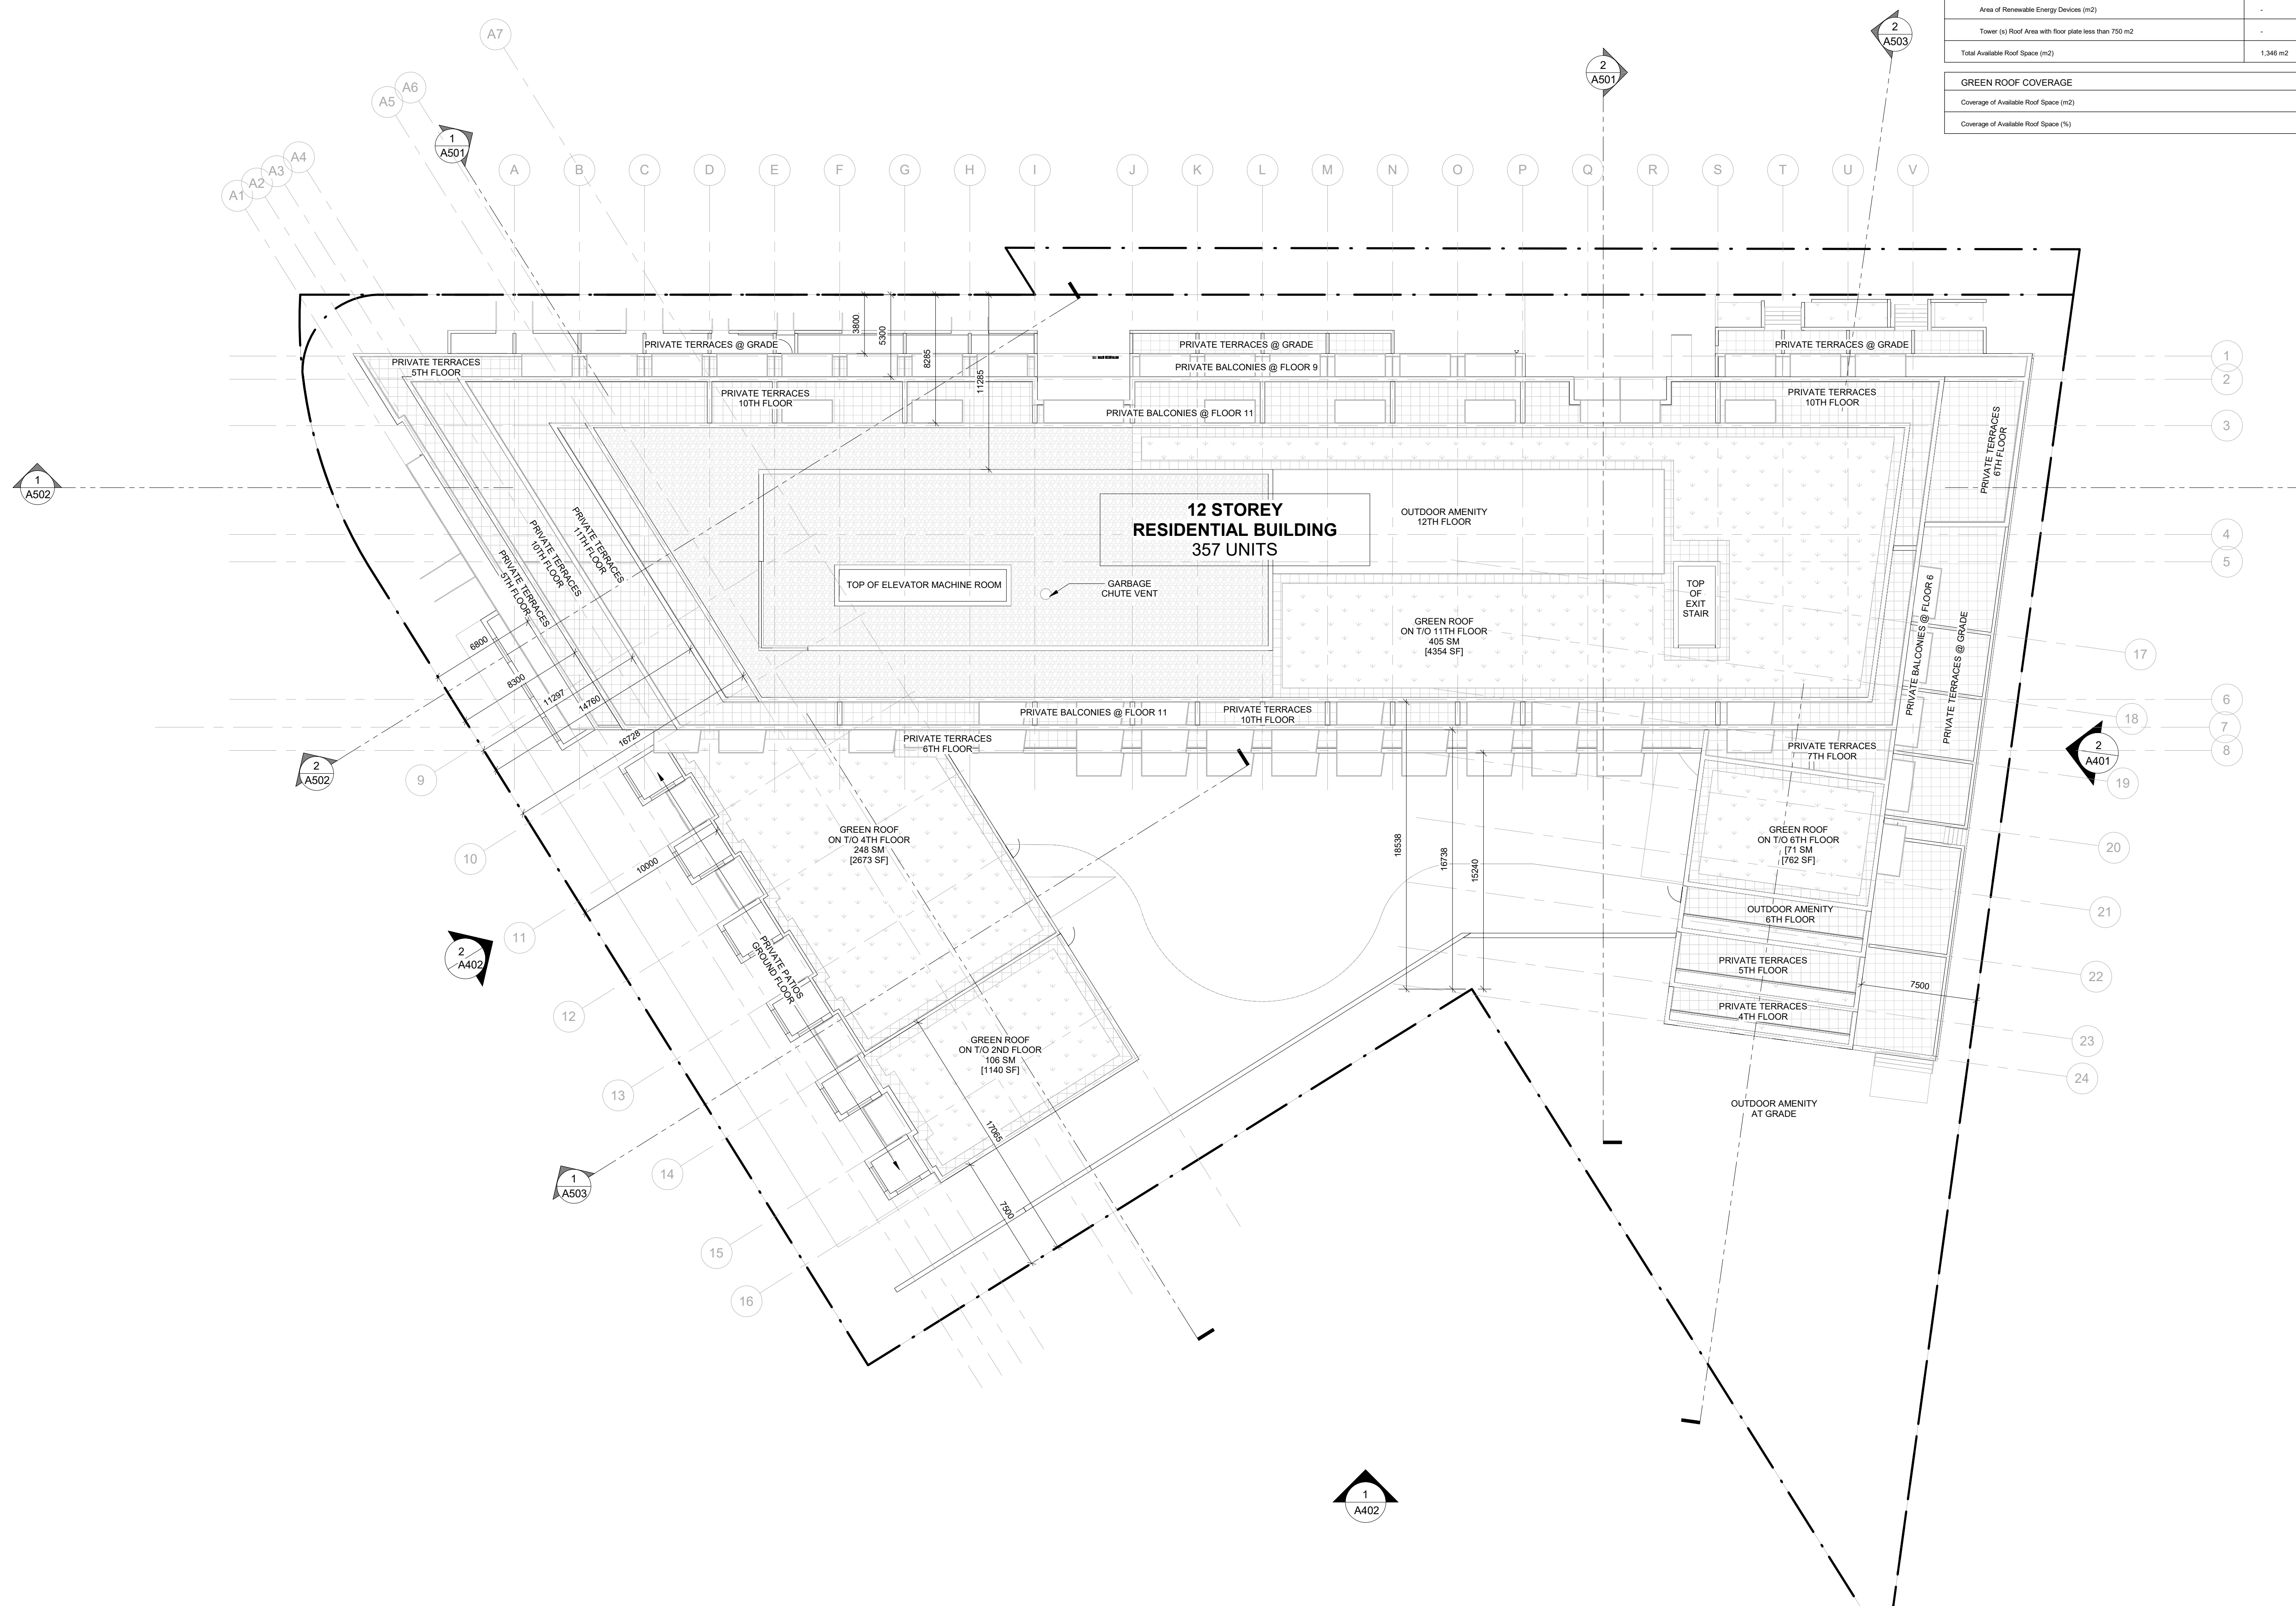 Area of Renewable Energy Devices (m2) -
Tower (s) Roof Area with floor plate less than 750 m2 -
Total Available Roof Space (m2) 1,346 m2
GREEN ROOF COVERAGE
Coverage of Available Roof Space (m2)
Coverage of Available Roof Space (%)
A7
2
A503
2
A501
A6
A5
1
A501
A4
A3
A2
A1
A
B
C
D
E
F
G
H
I
J
K
L
M
N
O
P
Q
R
S
T
U
V
3800
5300
8285
11285
PRIVATE TERRACES @ GRADE
PRIVATE TERRACES @ GRADE
PRIVATE TERRACES @ GRADE
1
2
3
4
5
6
7
8
PRIVATE TERRACES
5TH FLOOR
PRIVATE BALCONIES @ FLOOR 9
PRIVATE TERRACES
10TH FLOOR
PRIVATE TERRACES
10TH FLOOR
PRIVATE BALCONIES @ FLOOR 11
PRIVATE TERRACES
6TH FLOOR
1
A502
12 STOREY
RESIDENTIAL BUILDING
357 UNITS
OUTDOOR AMENITY
12TH FLOOR
PRIVATE TERRACES
11TH FLOOR
PRIVATE TERRACES
10TH FLOOR
PRIVATE TERRACES
5TH FLOOR
TOP OF ELEVATOR MACHINE ROOM
GARBAGE
CHUTE VENT
TOP
OF
EXIT
STAIR
GREEN ROOF
ON T/O 11TH FLOOR
405 SM
[4354 SF]
PRIVATE BALCONIES @ FLOOR 6
PRIVATE TERRACES @ GRADE
6800
8300
11297
14760
16728
17
18
19
20
21
22
23
24
PRIVATE BALCONIES @ FLOOR 11
PRIVATE TERRACES
10TH FLOOR
PRIVATE TERRACES
6TH FLOOR
PRIVATE TERRACES
7TH FLOOR
2
A502
2
A401
9
10
11
12
13
14
15
16
GREEN ROOF
ON T/O 4TH FLOOR
248 SM
[2673 SF]
10000
18538
16738
15240
GREEN ROOF
ON T/O 6TH FLOOR
[71 SM
[762 SF]
OUTDOOR AMENITY
6TH FLOOR
2
A402
PRIVATE PATIOS
GROUND FLOOR
PRIVATE TERRACES
5TH FLOOR
7500
PRIVATE TERRACES
4TH FLOOR
GREEN ROOF
ON T/O 2ND FLOOR
106 SM
[1140 SF]
OUTDOOR AMENITY
AT GRADE
17065
7500
1
A503
1
A402